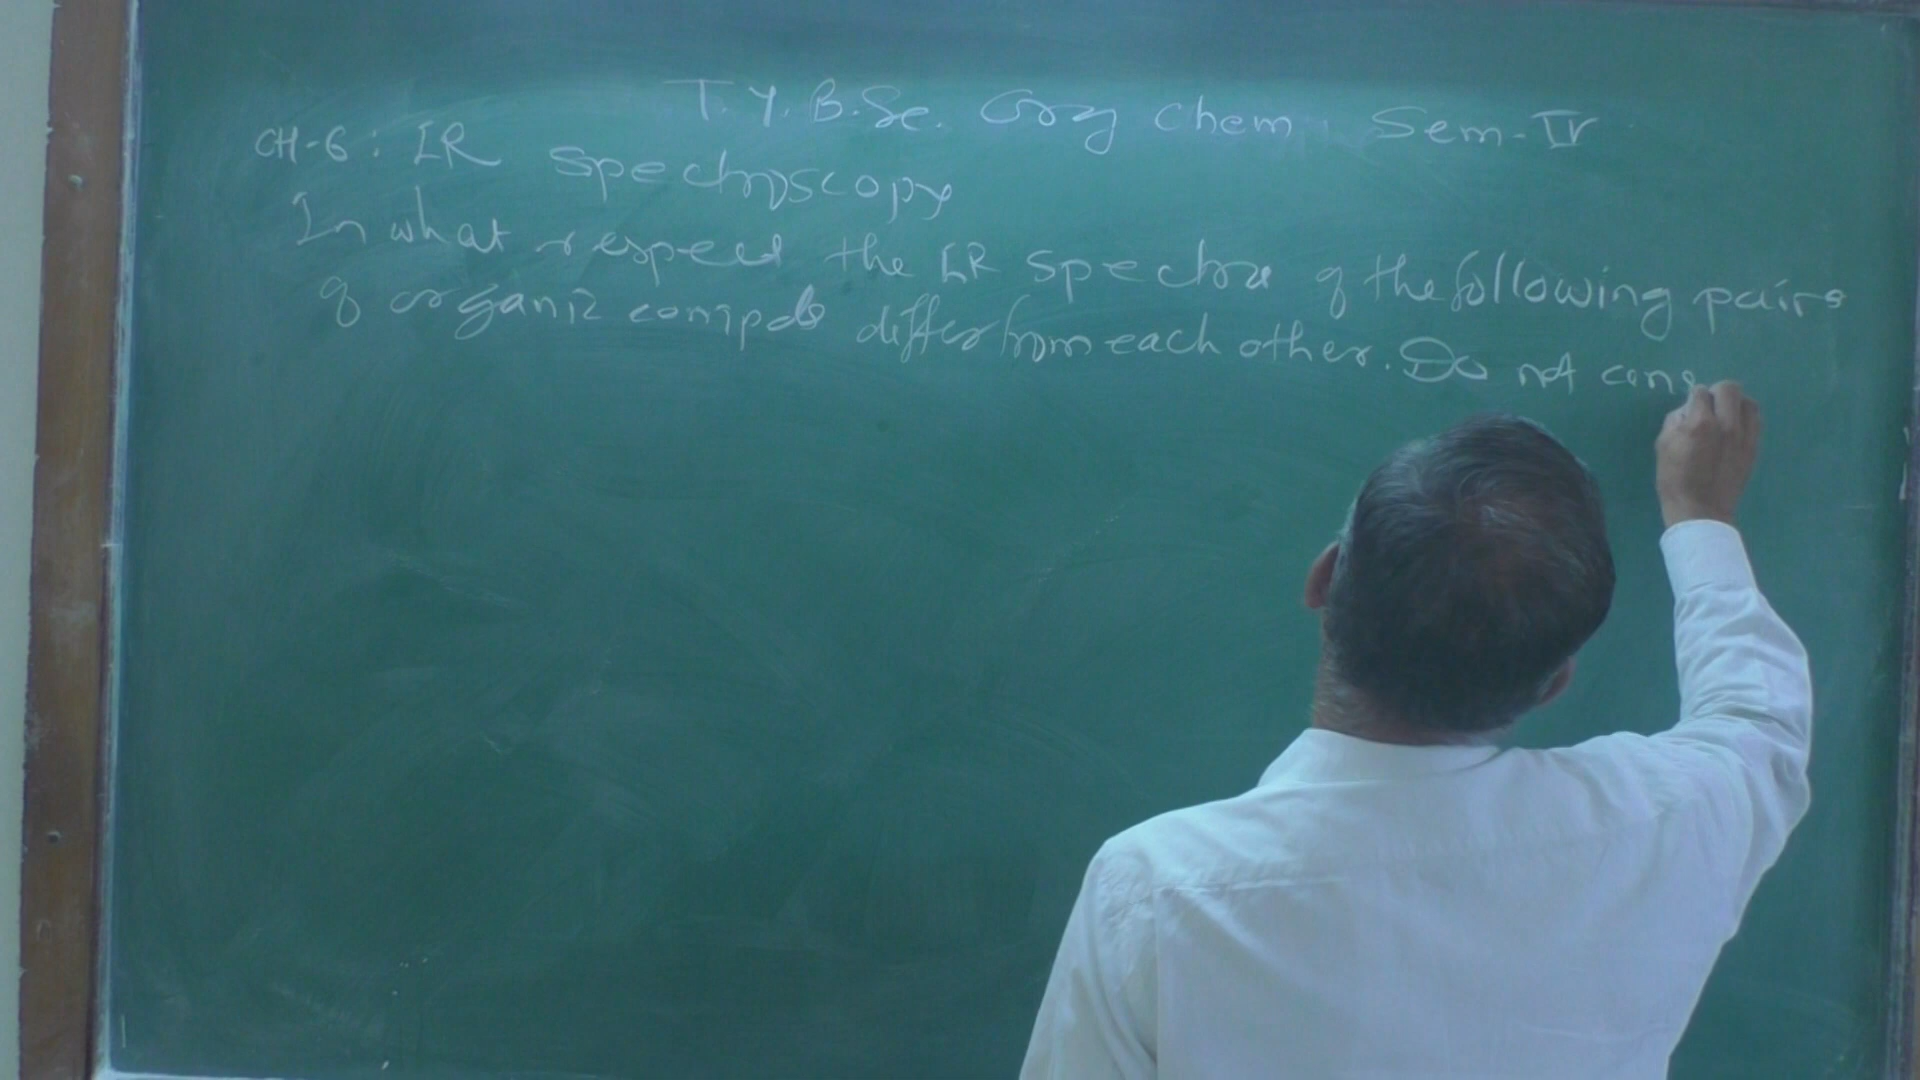 T.Y.B.Sc. Org Chem. Sem-IV
CH-6: IR Spectroscopy
In what respect the IR spectra of the following pairs
of organic compds differ from each other. Do not cons